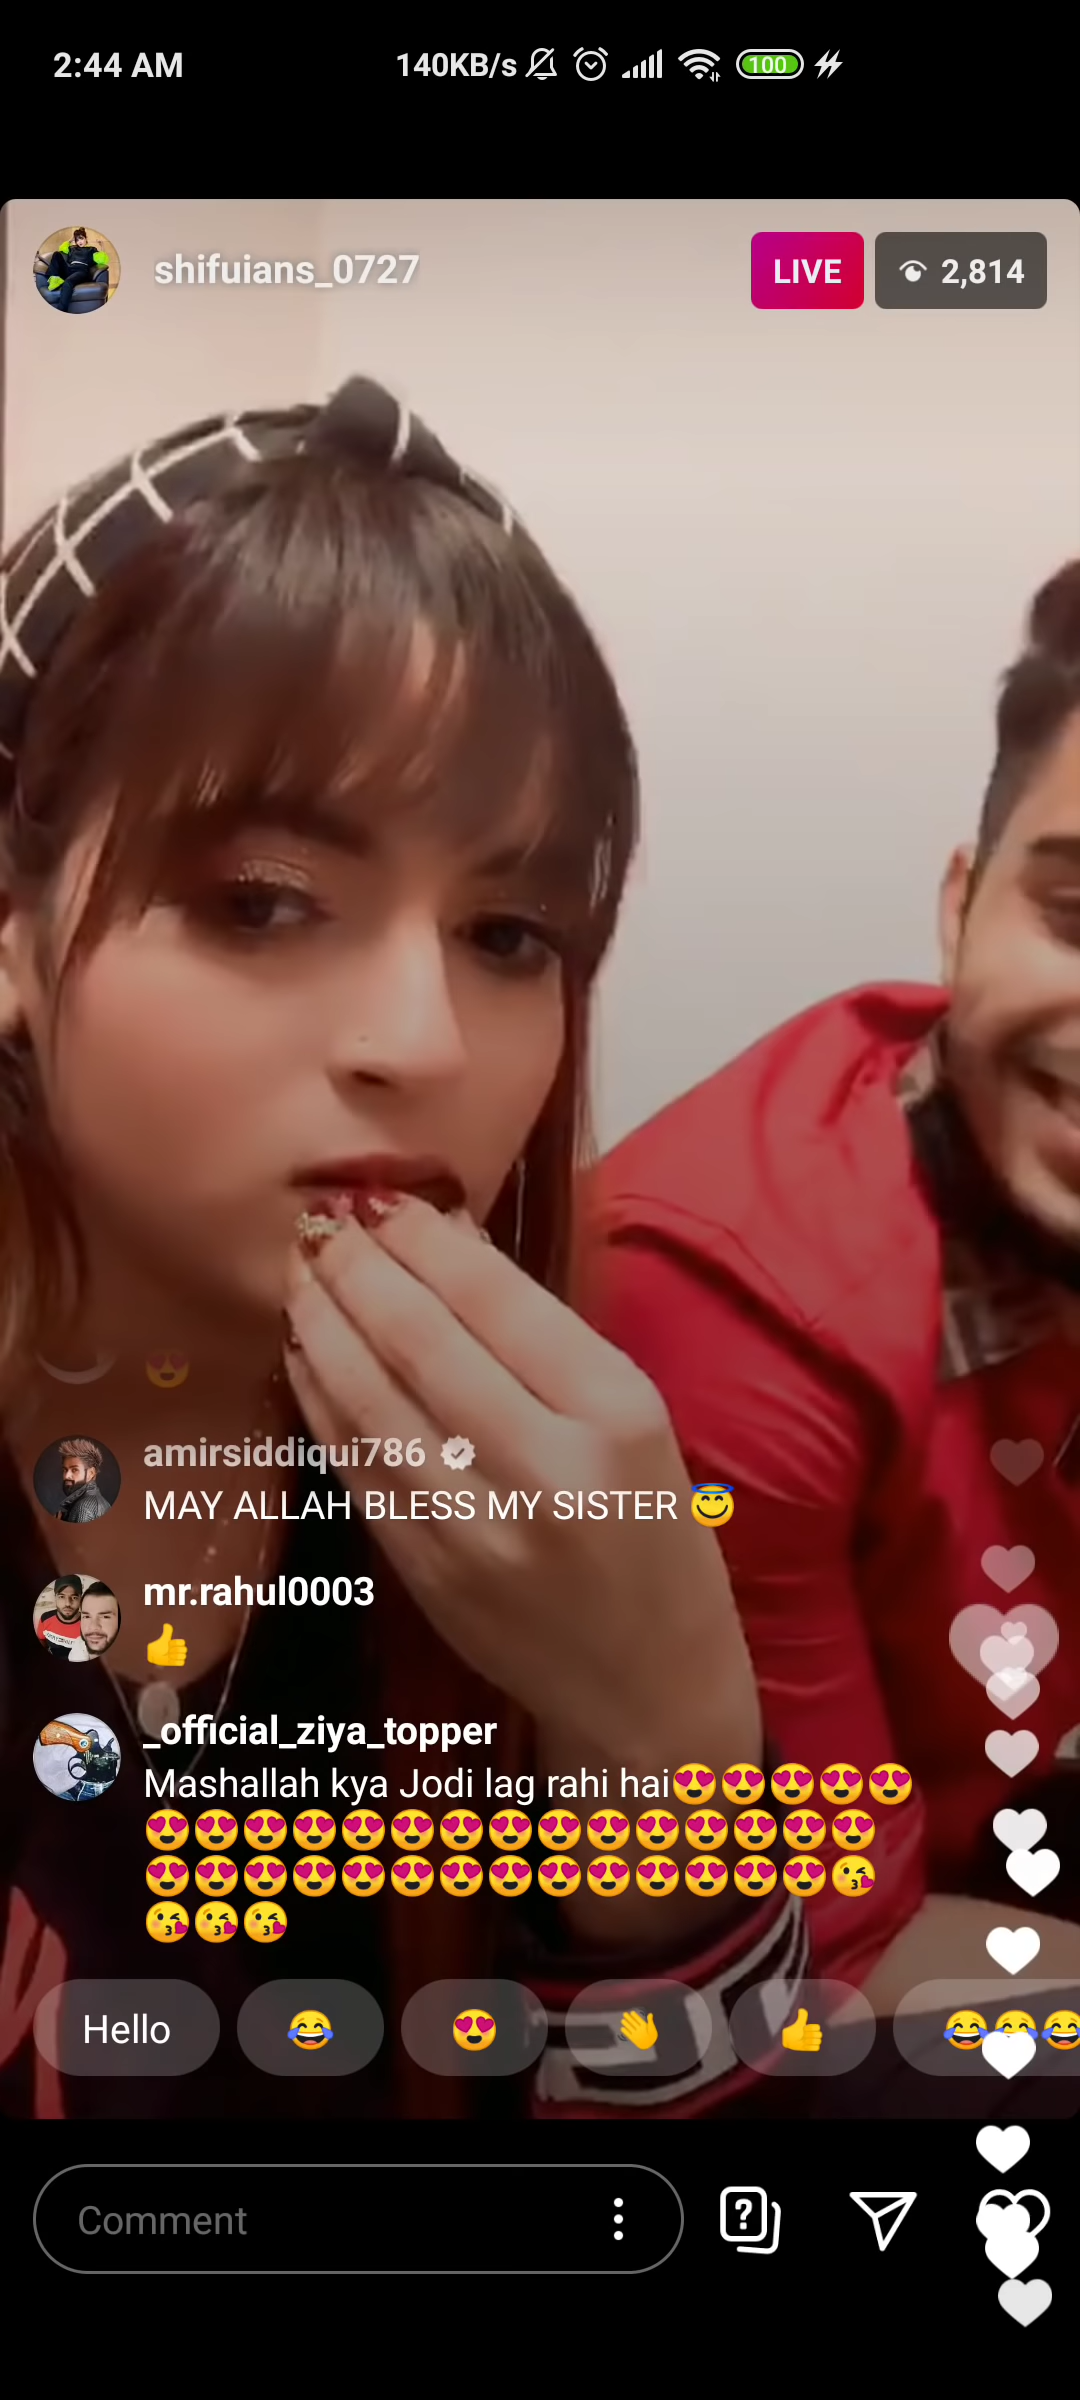 2:44 AM 140KB/s 100
shifuians_0727 LIVE 2,814
😍
amirsiddiqui786
MAY ALLAH BLESS MY SISTER 😇
mr.rahul0003
👍
_official_ziya_topper
Mashallah kya Jodi lag rahi hai😍😍😍😍😍
😍😍😍😍😍😍😍😍😍😍😍😍😍😍😍
😍😍😍😍😍😍😍😍😍😍😍😍😍😍😘
😘😘😘
Hello 😂 😍 👋 👍 😂😂😂
Comment